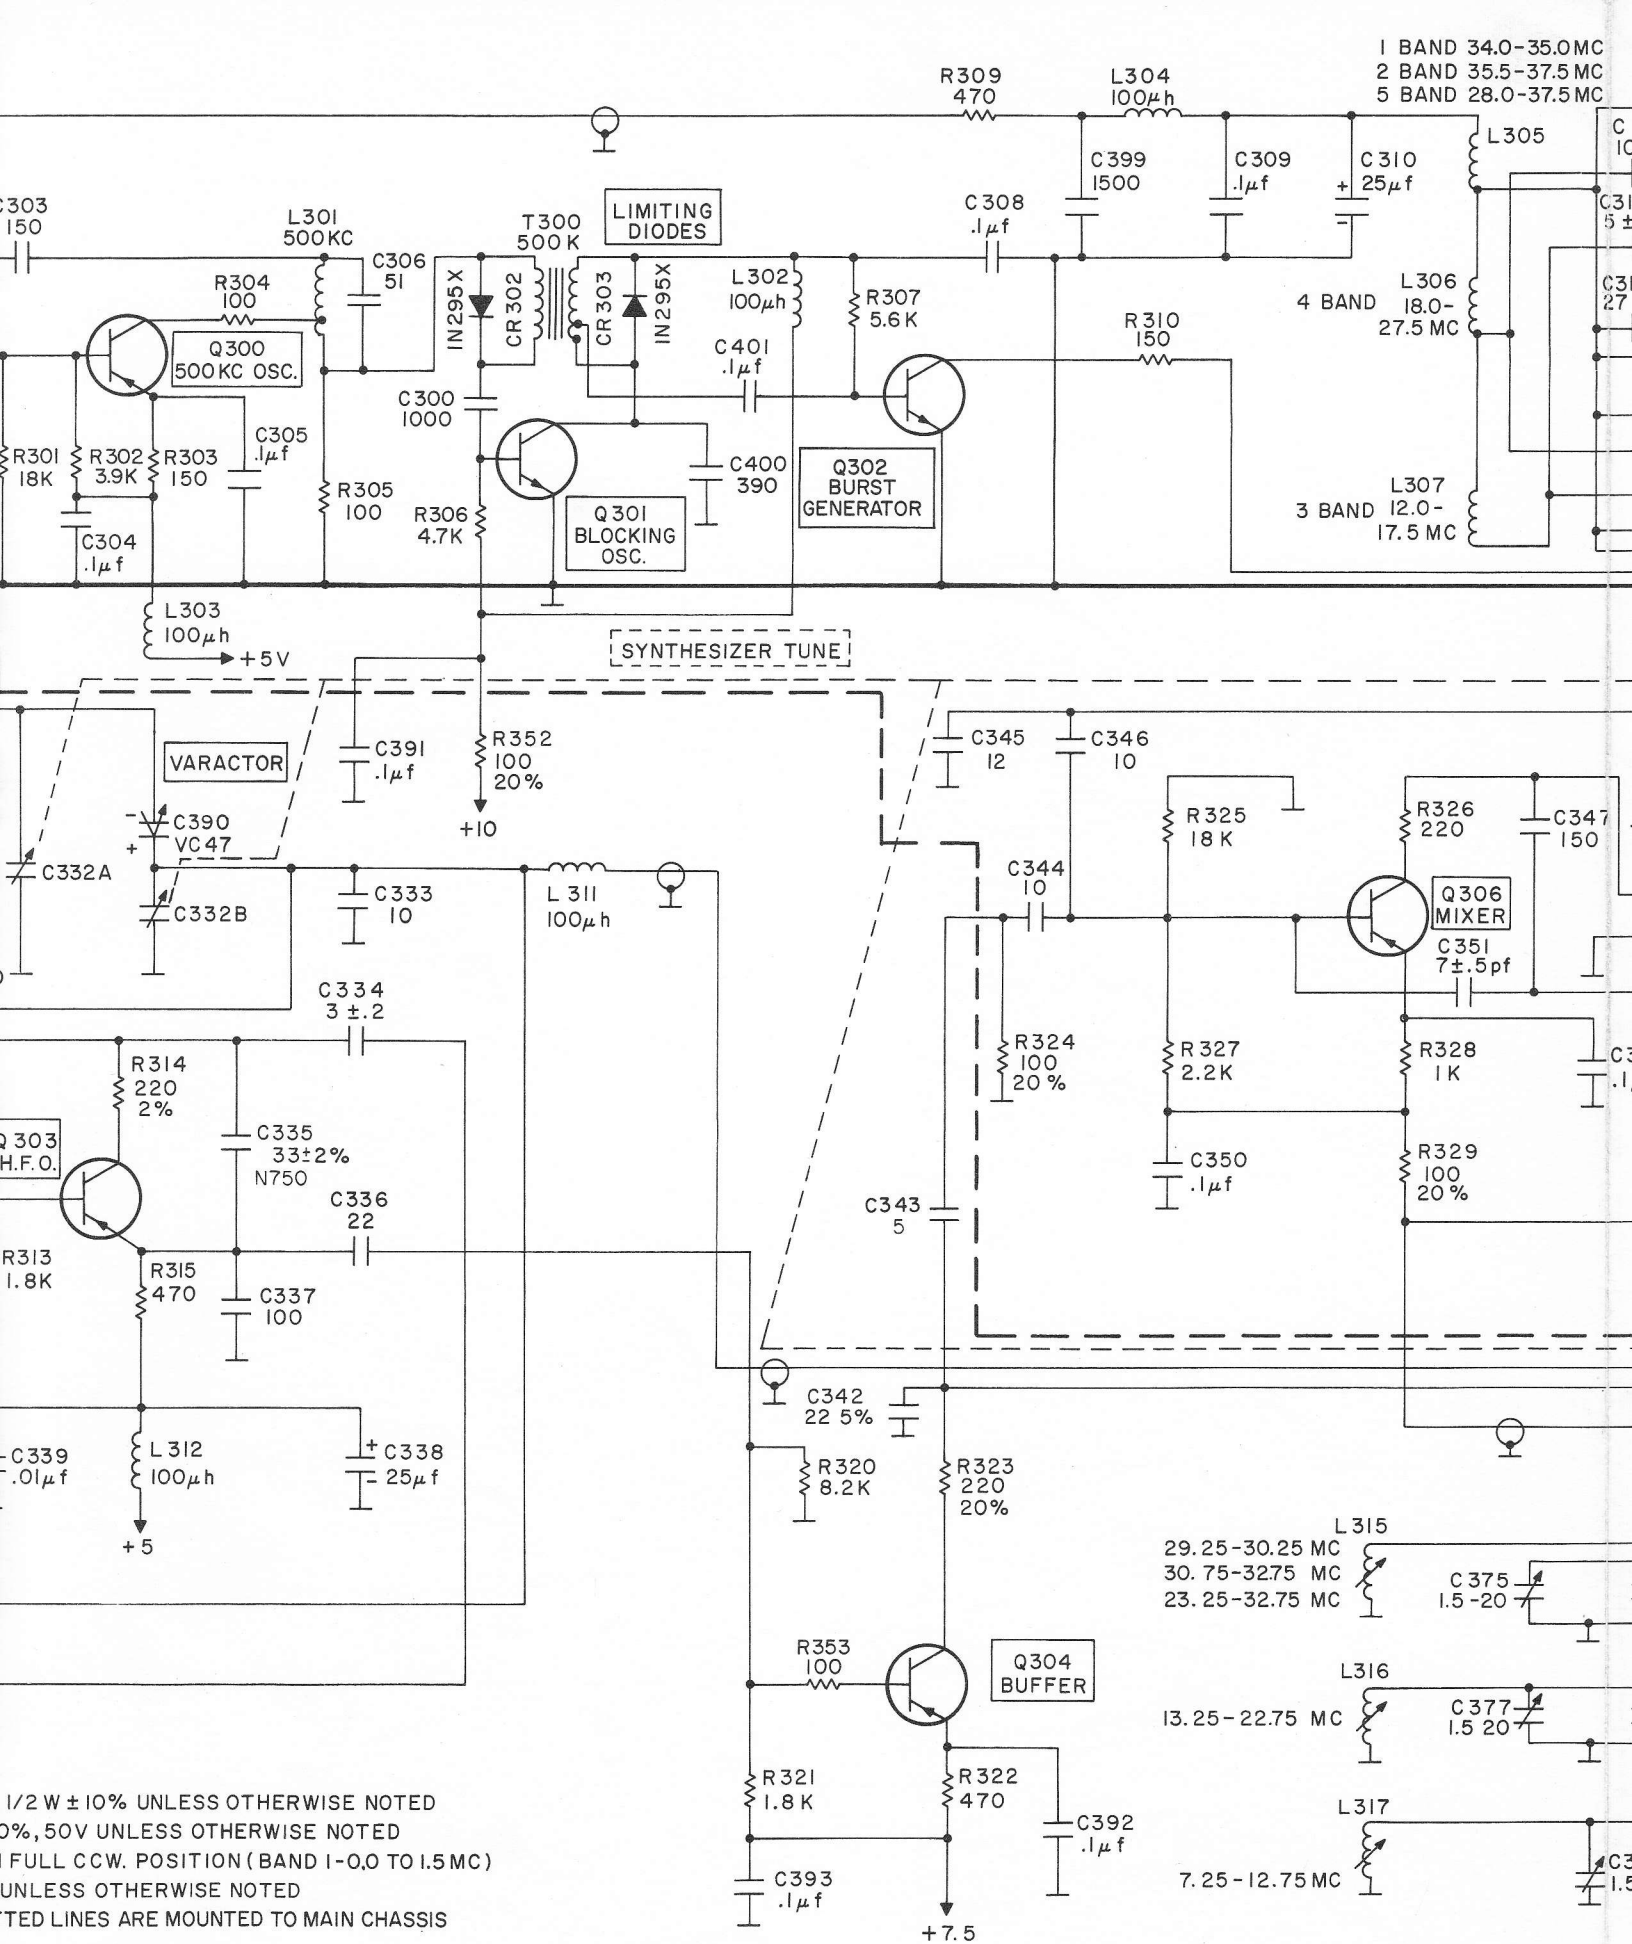 1 BAND 34.0-35.0MC
2 BAND 35.5-37.5MC
5 BAND 28.0-37.5MC
R309
470
L304
100µh
L305
C399
1500
C309
.1µf
C310
+ 25µf
-
C303
150
L301
500KC
C306
51
R304
100
Q300
500KC OSC.
T300
500K
LIMITING
DIODES
IN295X
CR302
CR303
IN295X
L302
100µh
C308
.1µf
R307
5.6K
C401
.1µf
R310
150
L306
4 BAND 18.0-
27.5 MC
C300
1000
R301
18K
R302
3.9K
R303
150
C305
.1µf
R305
100
C304
.1µf
R306
4.7K
C400
390
Q301
BLOCKING
OSC.
Q302
BURST
GENERATOR
L307
3 BAND 12.0-
17.5 MC
L303
100µh
+5V
SYNTHESIZER TUNE
VARACTOR
C391
.1µf
R352
100
20%
+10
C345
12
C346
10
-
C390
VC47
+
C332A
C332B
C333
10
L311
100µh
C344
10
R325
18K
R326
220
C347
150
Q306
MIXER
C351
7±.5pf
C334
3 ±.2
R314
220
2%
R324
100
20%
R327
2.2K
R328
1K
Q303
H.F.O.
C335
33±2%
N750
C336
22
C343
5
C350
.1µf
R329
100
20%
R313
1.8K
R315
470
C337
100
C342
22 5%
C339
.01µf
L312
100µh
+
C338
- 25µf
+5
R320
8.2K
R323
220
20%
L315
29.25-30.25 MC
30.75-32.75 MC
23.25-32.75 MC
C375
1.5-20
R353
100
Q304
BUFFER
L316
13.25-22.75 MC
C377
1.5 20
R321
1.8K
R322
470
C392
.1µf
C393
.1µf
+7.5
L317
7.25-12.75MC
1/2 W ±10% UNLESS OTHERWISE NOTED
0%, 50V UNLESS OTHERWISE NOTED
FULL CCW. POSITION (BAND 1-0.0 TO 1.5MC)
UNLESS OTHERWISE NOTED
TTED LINES ARE MOUNTED TO MAIN CHASSIS